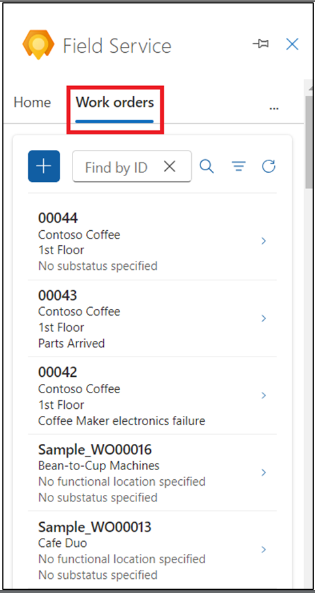 Field Service
Home
Work orders
...
Find by ID
00044
Contoso Coffee
1st Floor
No substatus specified
00043
Contoso Coffee
1st Floor
Parts Arrived
00042
Contoso Coffee
1st Floor
Coffee Maker electronics failure
Sample_WO00016
Bean-to-Cup Machines
No functional location specified
No substatus specified
Sample_WO00013
Cafe Duo
No functional location specified
No substatus specified